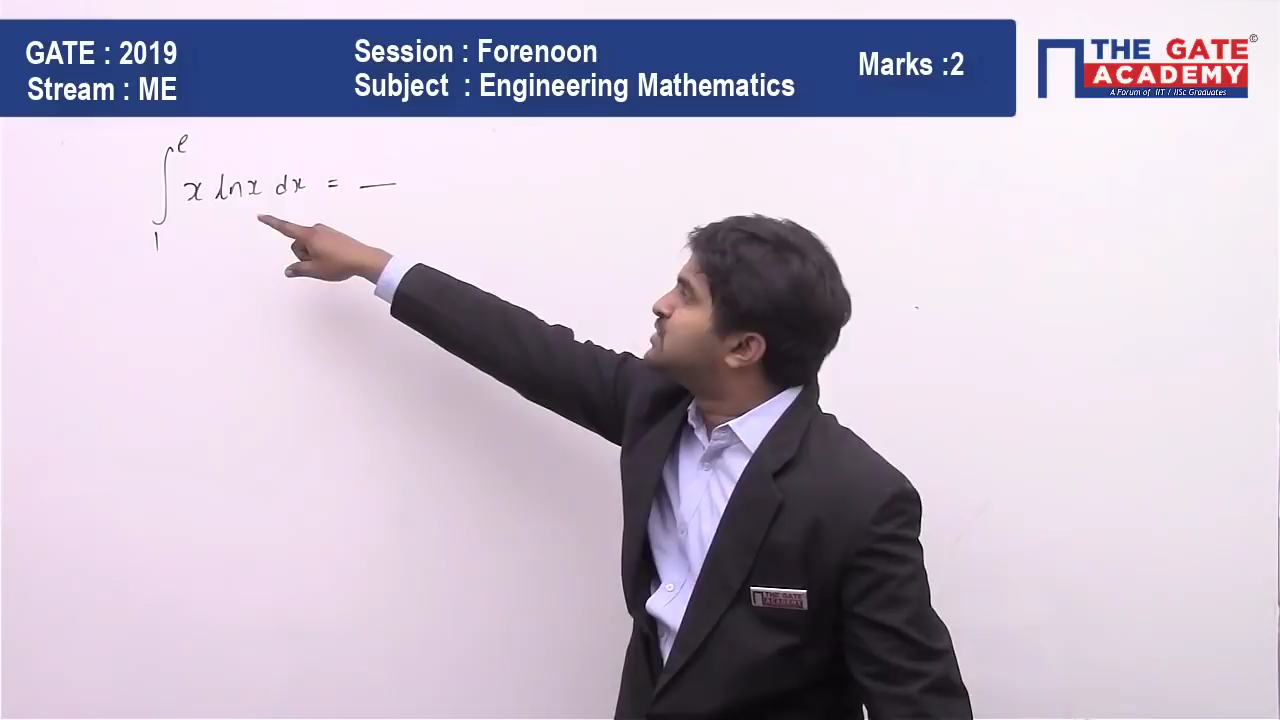 GATE : 2019
Stream : ME
Session : Forenoon
Subject : Engineering Mathematics
Marks :2
THE GATE
ACADEMY
©
A Forum of IIT / IISc Graduates
∫₁ᵉ x ln x dx = __
THE GATE
ACADEMY